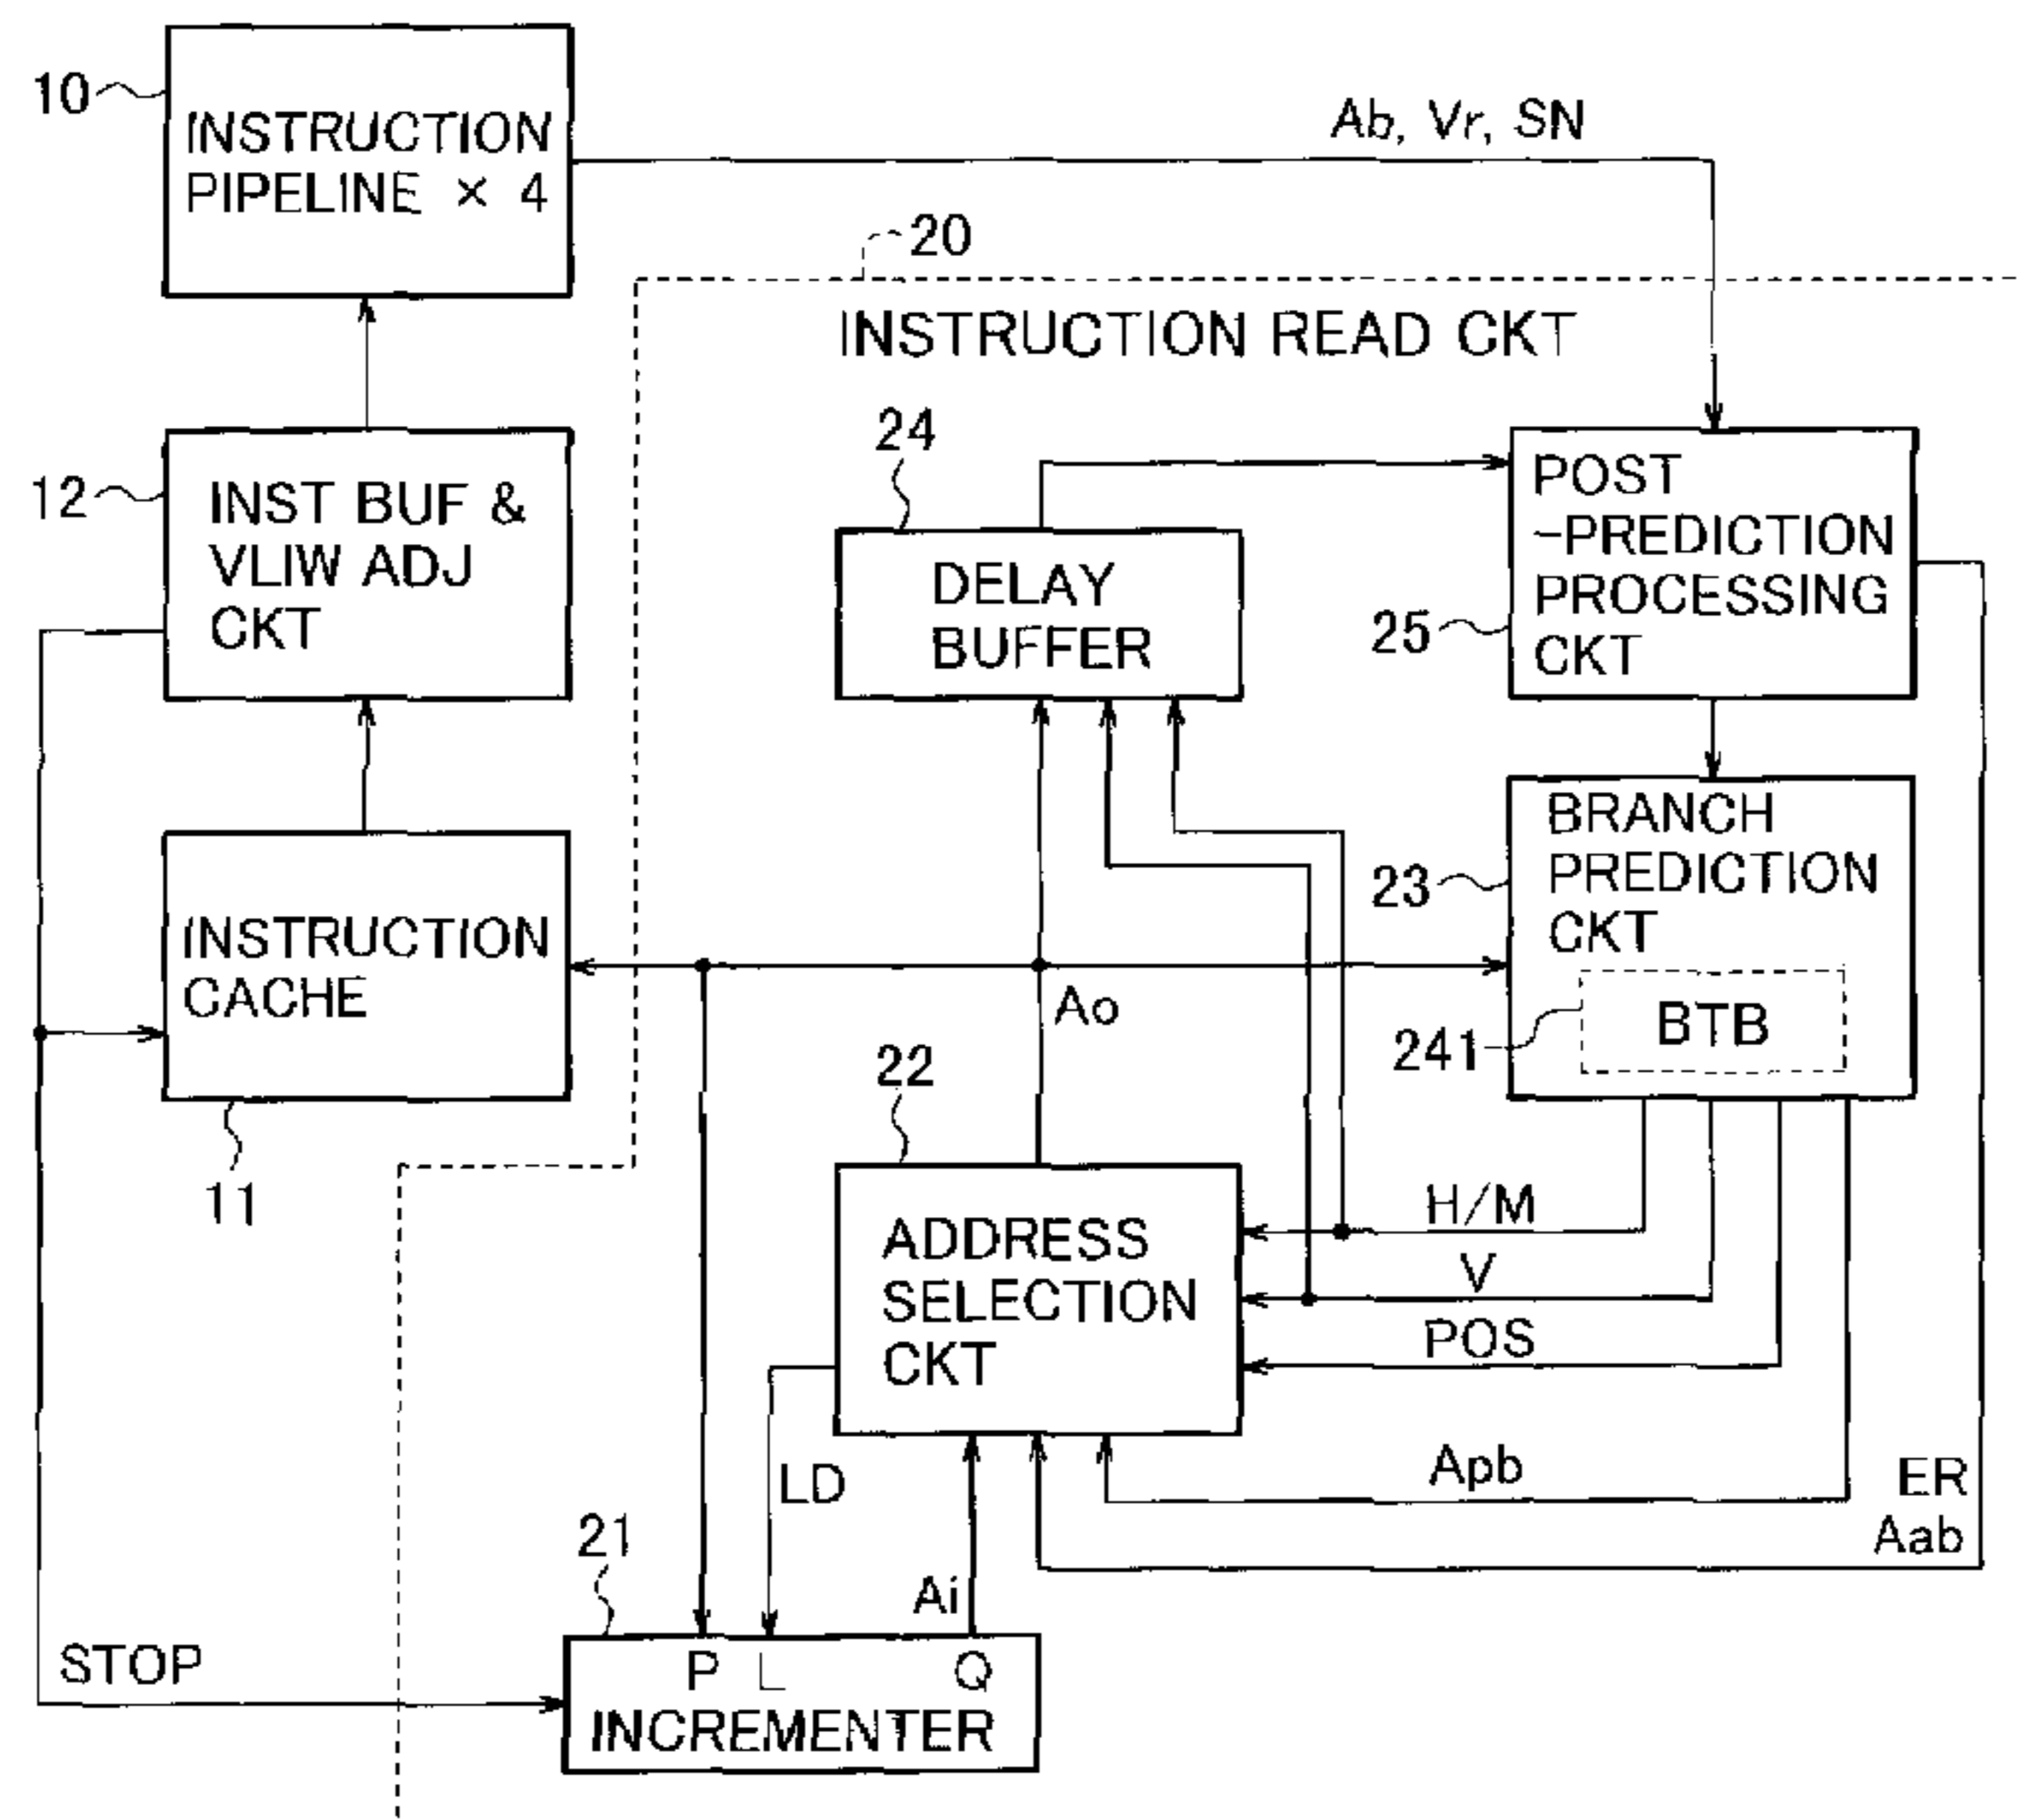 10
INSTRUCTION
PIPELINE × 4
Ab, Vr, SN
20
INSTRUCTION READ CKT
12
INST BUF &
VLIW ADJ
CKT
24
DELAY
BUFFER
POST
-PREDICTION
PROCESSING
CKT
25
BRANCH
PREDICTION
CKT
23
BTB
241
INSTRUCTION
CACHE
11
Ao
22
ADDRESS
SELECTION
CKT
H/M
V
POS
Apb
ER
Aab
LD
21
Ai
STOP
P L Q
INCREMENTER